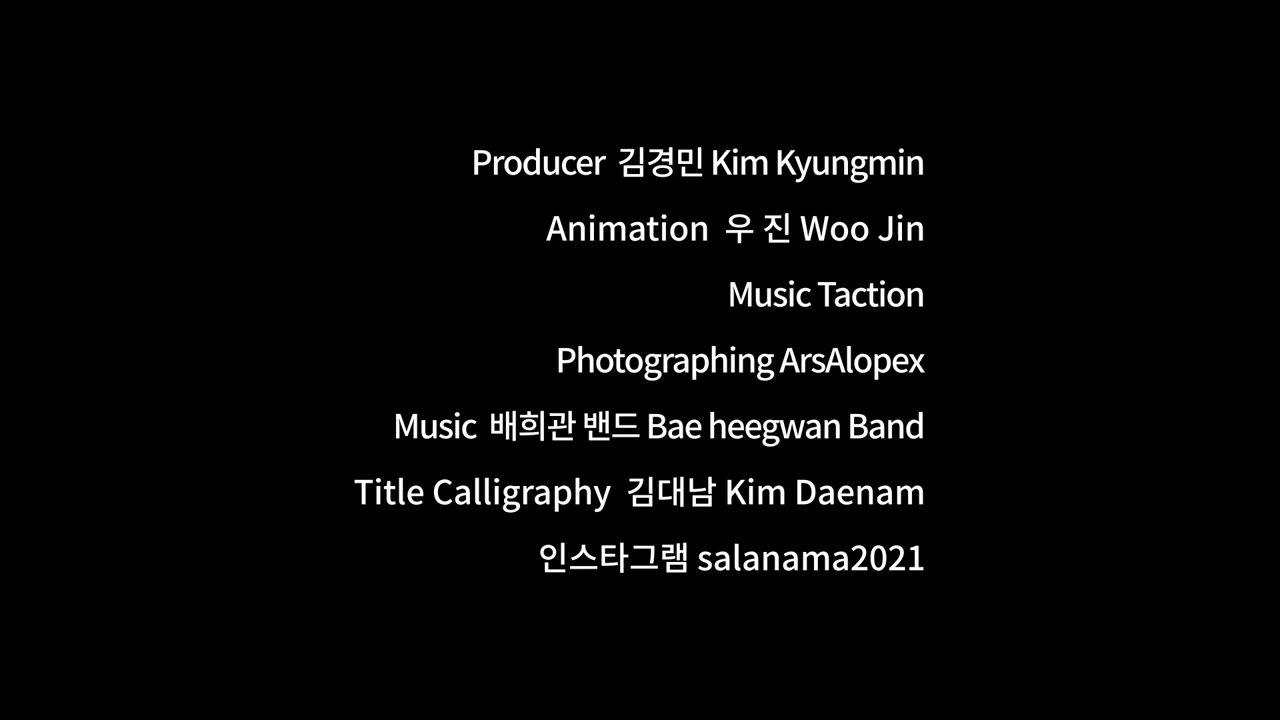 Producer 김경민 Kim Kyungmin
Animation 우 진 Woo Jin
Music Taction
Photographing ArsAlopex
Music 배희관 밴드 Bae heegwan Band
Title Calligraphy 김대남 Kim Daenam
인스타그램 salanama2021